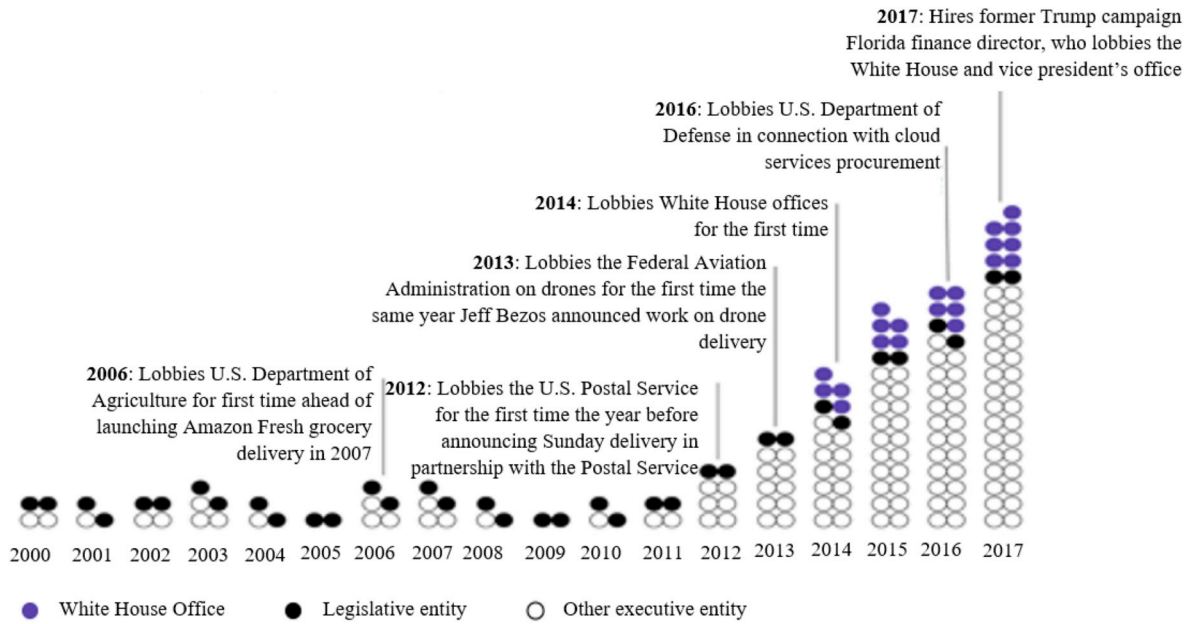 2017: Hires former Trump campaign
Florida finance director, who lobbies the
White House and vice president's office
2016: Lobbies U.S. Department of
Defense in connection with cloud
services procurement
2014: Lobbies White House offices
for the first time
2013: Lobbies the Federal Aviation
Administration on drones for the first time the
same year Jeff Bezos announced work on drone
delivery
2006: Lobbies U.S. Department of
Agriculture for first time ahead of
launching Amazon Fresh grocery
delivery in 2007
2012: Lobbies the U.S. Postal Service
for the first time the year before
announcing Sunday delivery in
partnership with the Postal Service
2000 2001 2002 2003 2004 2005 2006 2007 2008 2009 2010 2011 2012 2013 2014 2015 2016 2017
White House Office Legislative entity Other executive entity